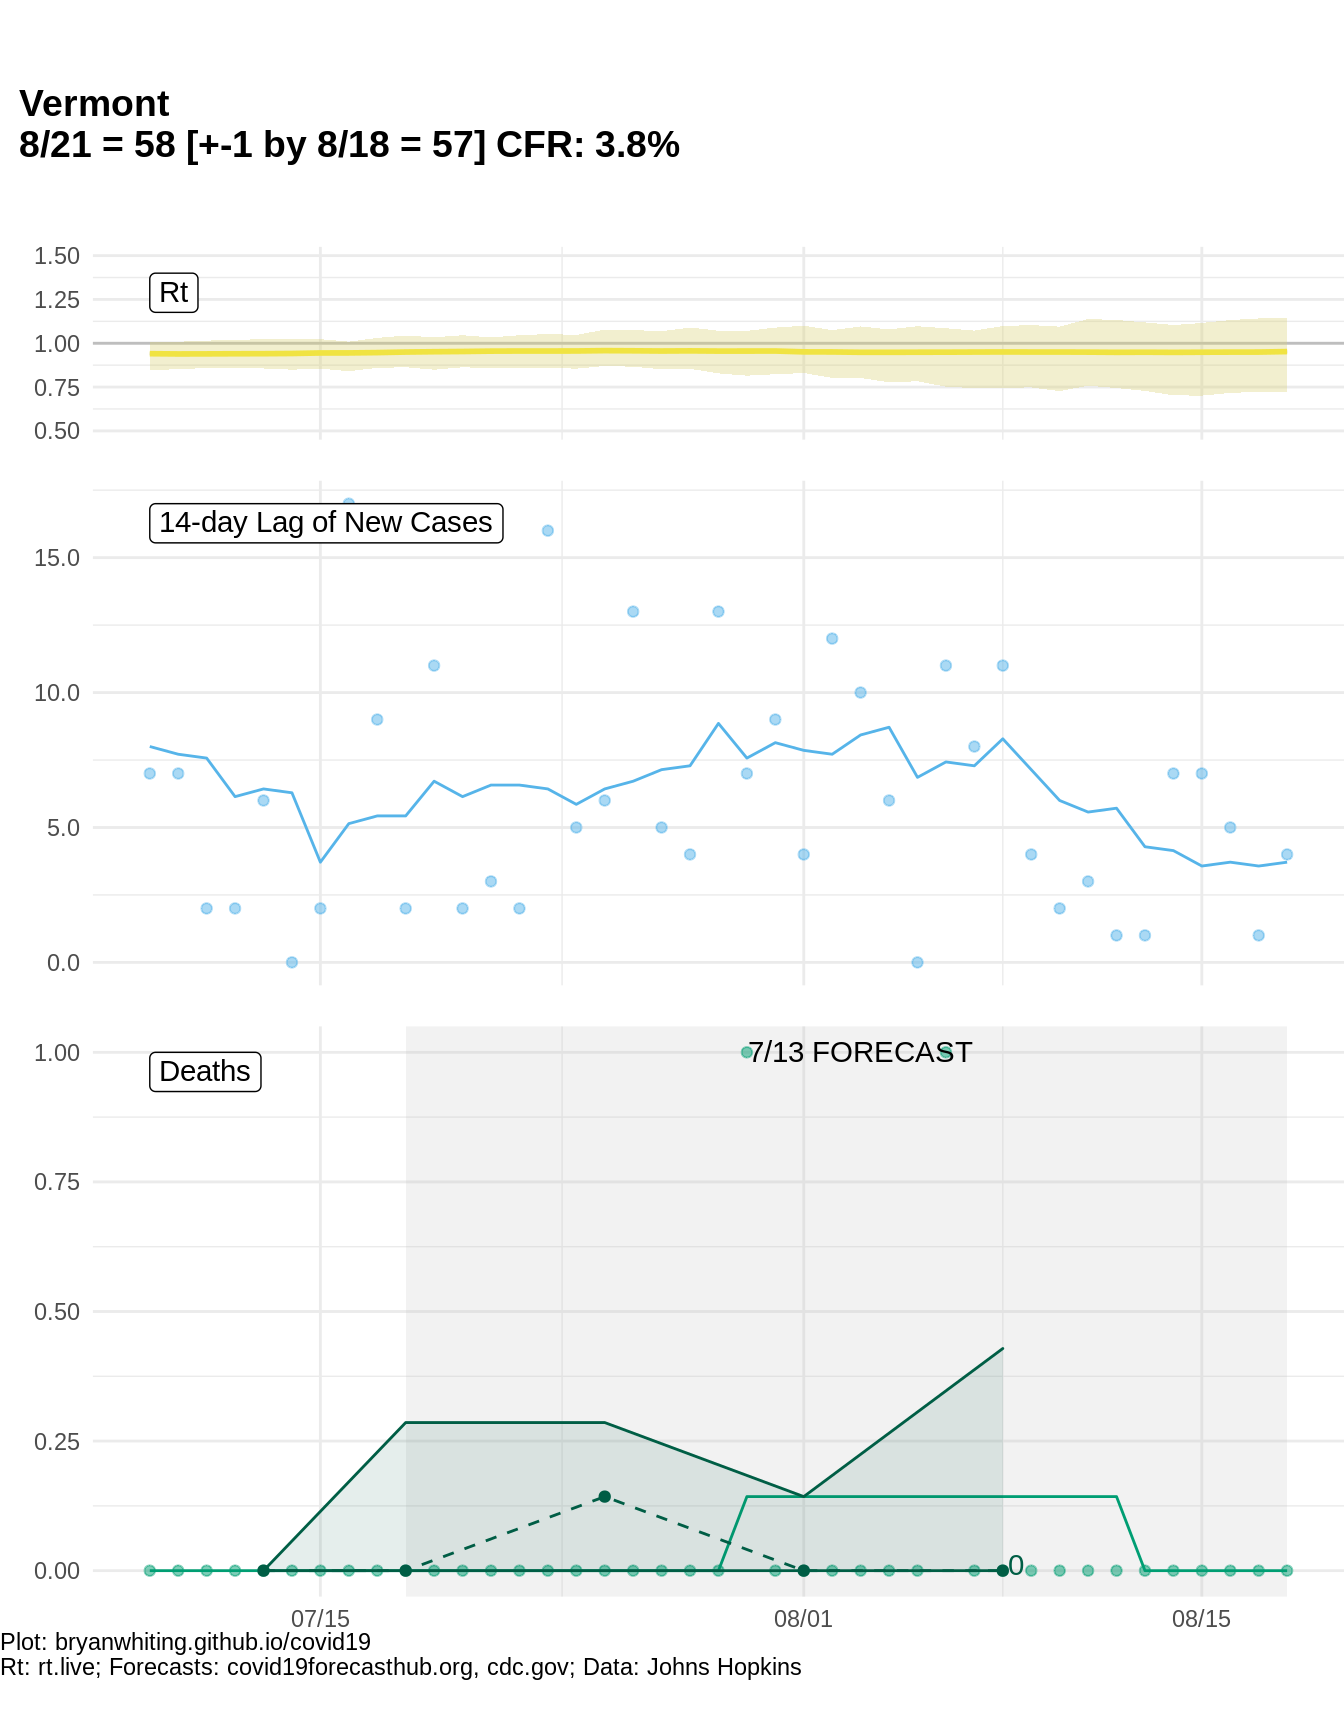 Vermont
8/21 = 58 [+-1 by 8/18 = 57] CFR: 3.8%
1.50
Rt
1.25
1.00
0.75
0.50
14-day Lag of New Cases
15.0
10.0
5.0
0.0
1.00
7/13 FORECAST
Deaths
0.75
0.50
0.25
0.00
0
07/15
08/01
08/15
Plot: bryanwhiting.github.io/covid19
Rt: rt.live; Forecasts: covid19forecasthub.org, cdc.gov; Data: Johns Hopkins